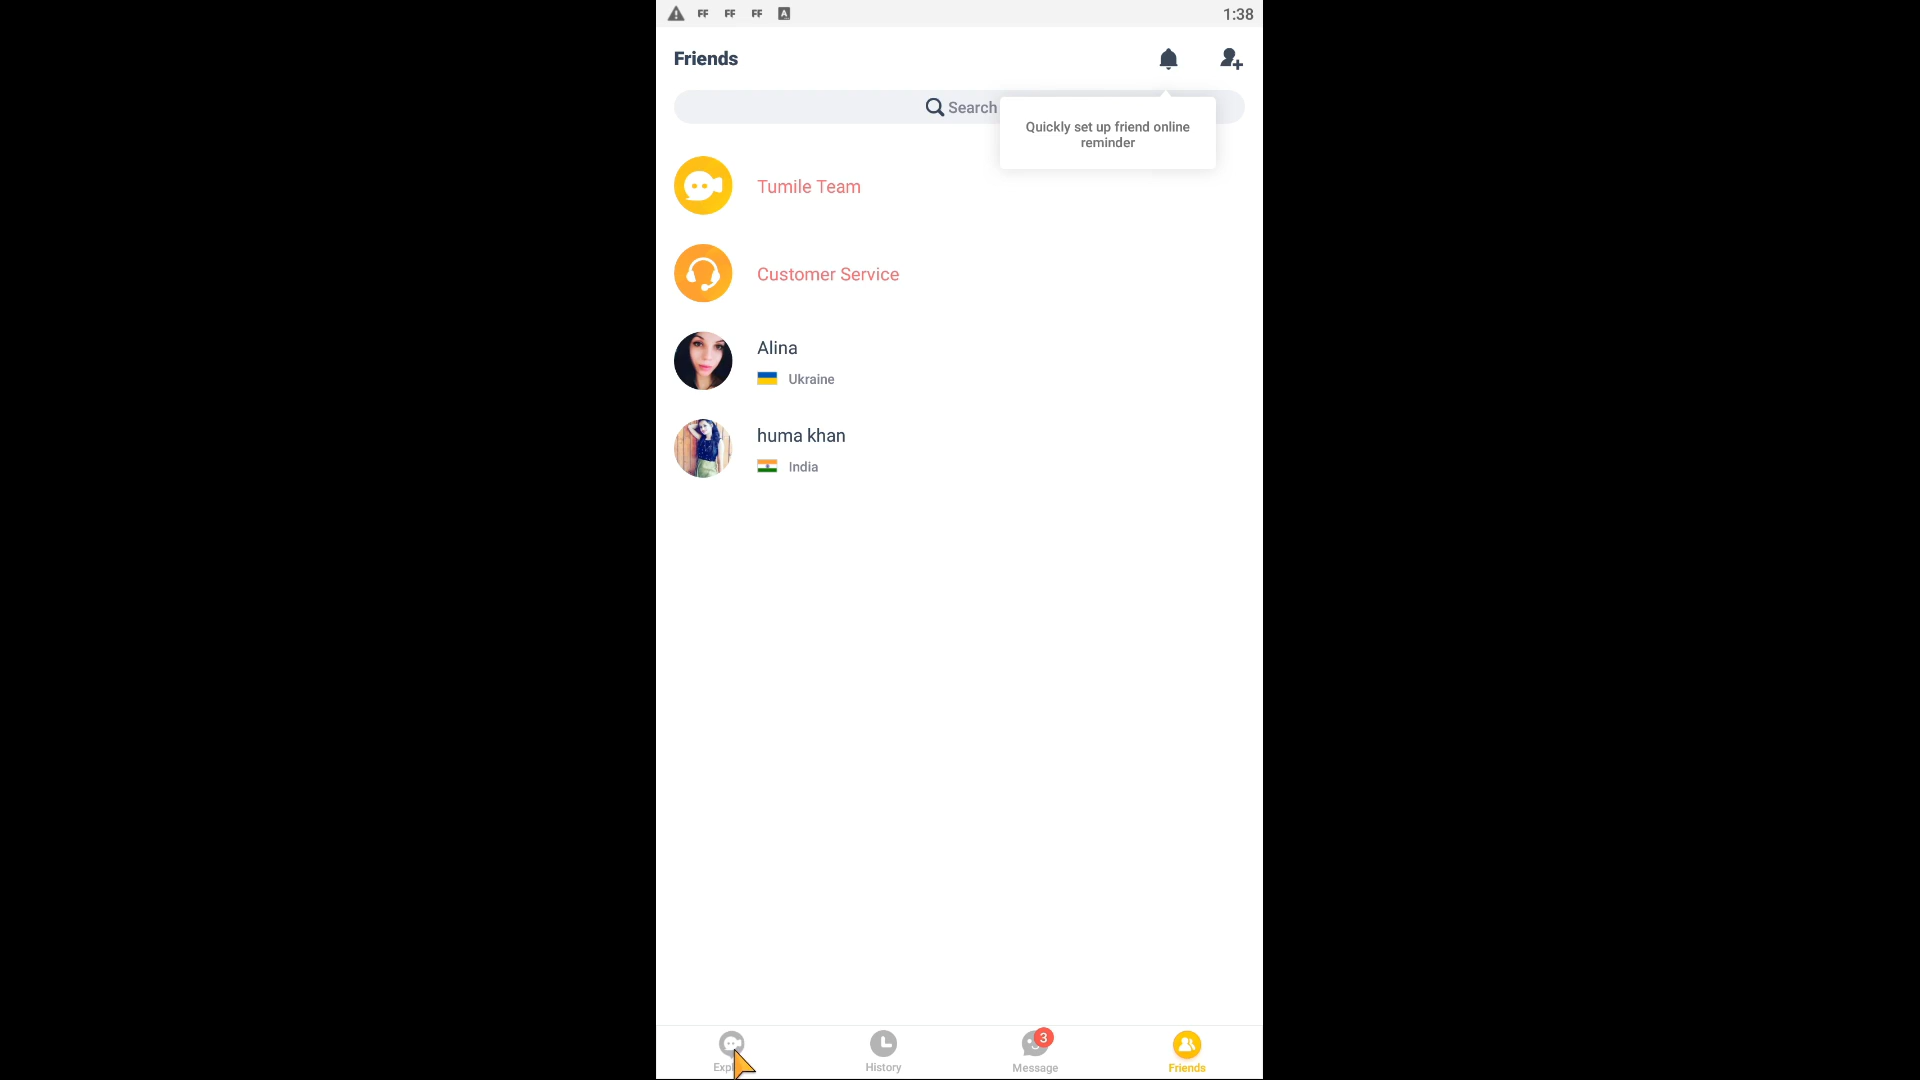 1:38
Friends
Search
Quickly set up friend online
reminder
Tumile Team
Customer Service
Alina
Ukraine
huma khan
India
3
History
Message
Friends